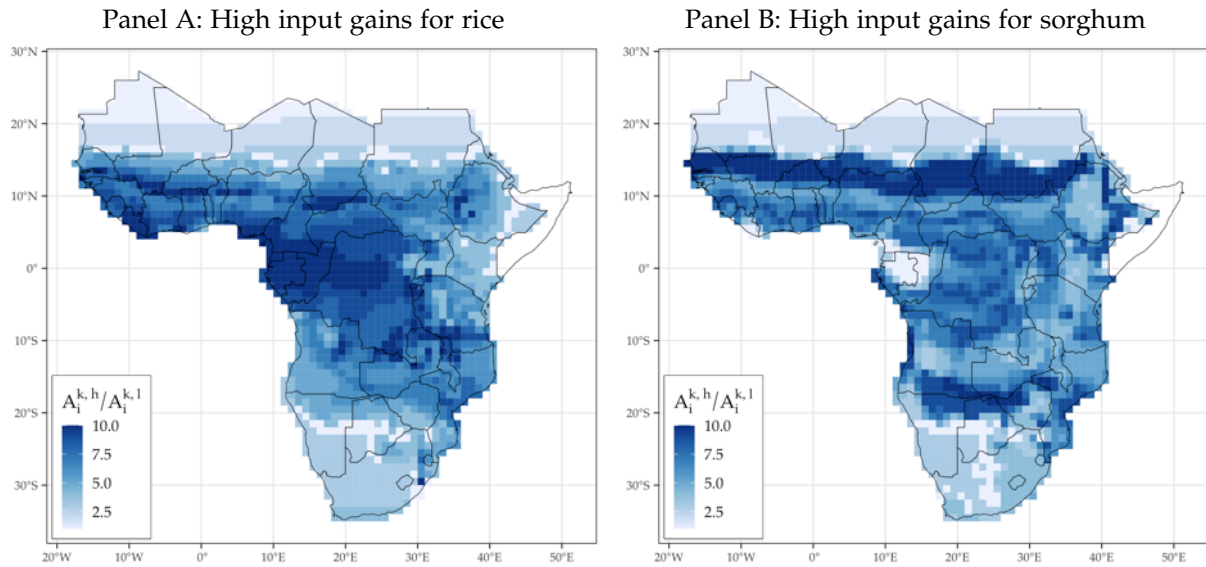 Panel A: High input gains for rice
30°N
20°N
10°N
0°
10°S
20°S
30°S
20°W 10°W 0° 10°E 20°E 30°E 40°E 50°E
A_i^{k, h}/A_i^{k, l}
10.0
7.5
5.0
2.5
Panel B: High input gains for sorghum
30°N
20°N
10°N
0°
10°S
20°S
30°S
20°W 10°W 0° 10°E 20°E 30°E 40°E 50°E
A_i^{k, h}/A_i^{k, l}
10.0
7.5
5.0
2.5